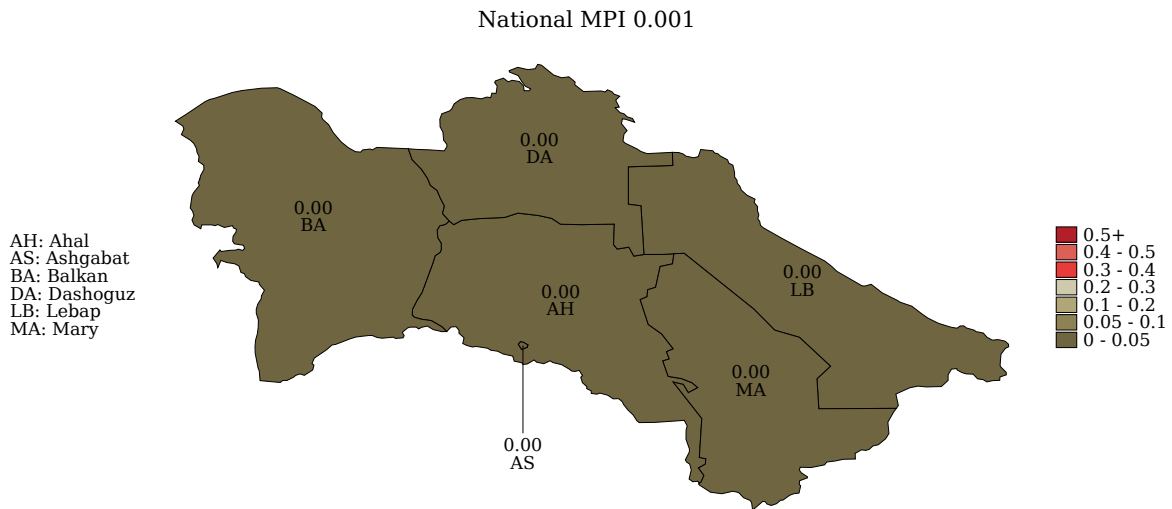 National MPI 0.001
0.00
DA
0.00
BA
AH: Ahal
AS: Ashgabat
BA: Balkan
DA: Dashoguz
LB: Lebap
MA: Mary
0.00
LB
0.00
AH
0.00
MA
0.00
AS
0.5+
0.4 - 0.5
0.3 - 0.4
0.2 - 0.3
0.1 - 0.2
0.05 - 0.1
0 - 0.05